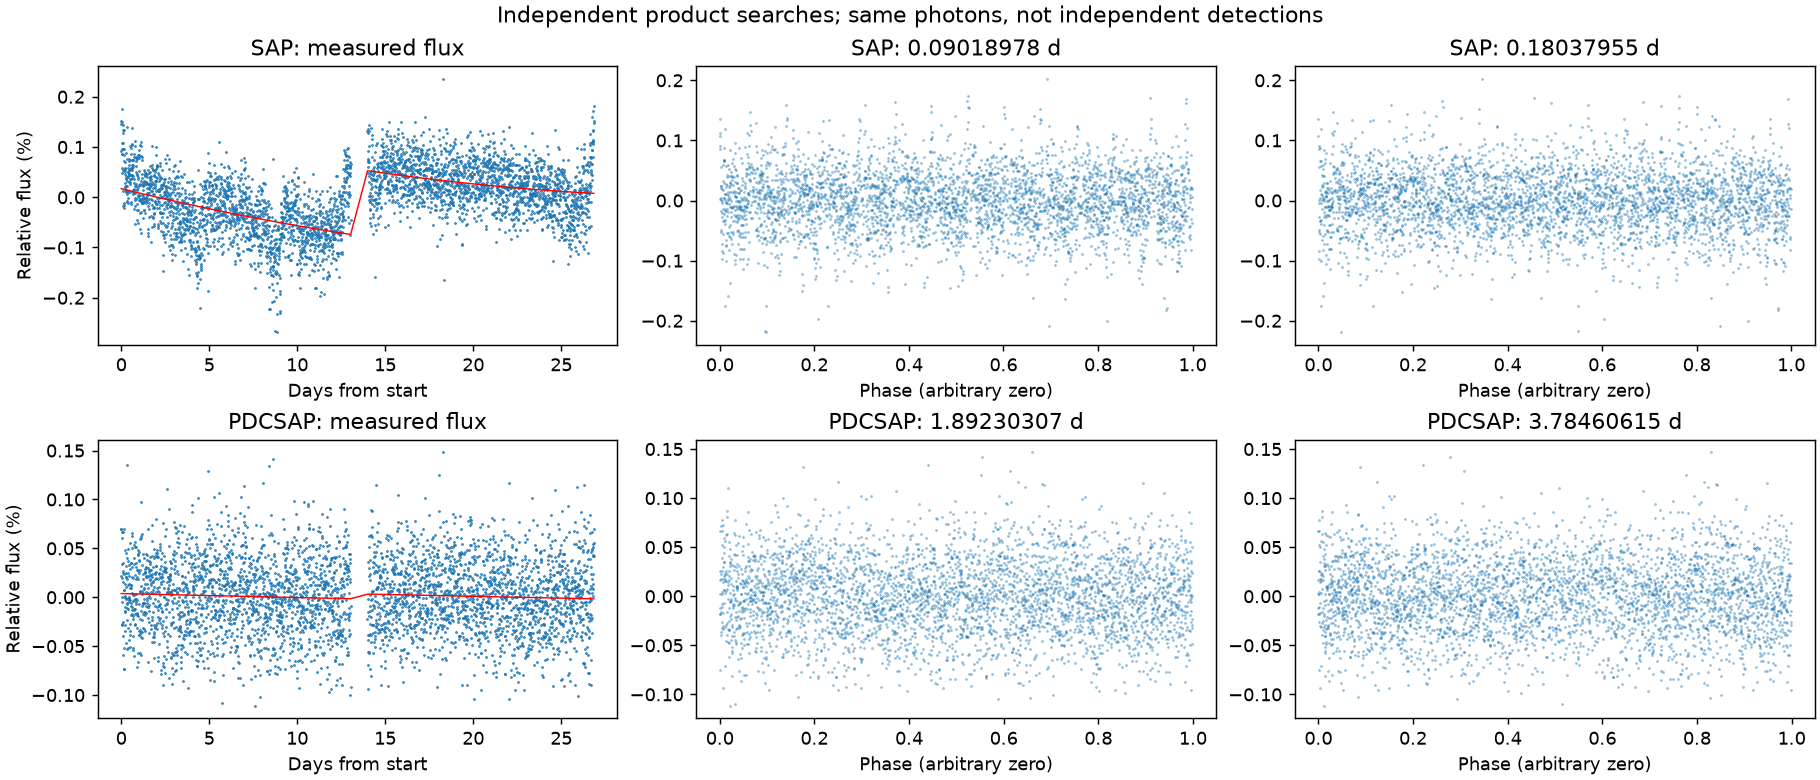 Independent product searches; same photons, not independent detections
SAP: measured flux
SAP: 0.09018978 d
SAP: 0.18037955 d
Relative flux (%)
0.2
0.1
0.0
−0.1
−0.2
0.2
0.1
0.0
−0.1
−0.2
0.2
0.1
0.0
−0.1
−0.2
0 5 10 15 20 25
0.0 0.2 0.4 0.6 0.8 1.0
0.0 0.2 0.4 0.6 0.8 1.0
Days from start
Phase (arbitrary zero)
Phase (arbitrary zero)
PDCSAP: measured flux
PDCSAP: 1.89230307 d
PDCSAP: 3.78460615 d
Relative flux (%)
0.15
0.10
0.05
0.00
−0.05
−0.10
0.15
0.10
0.05
0.00
−0.05
−0.10
0.15
0.10
0.05
0.00
−0.05
−0.10
0 5 10 15 20 25
0.0 0.2 0.4 0.6 0.8 1.0
0.0 0.2 0.4 0.6 0.8 1.0
Days from start
Phase (arbitrary zero)
Phase (arbitrary zero)